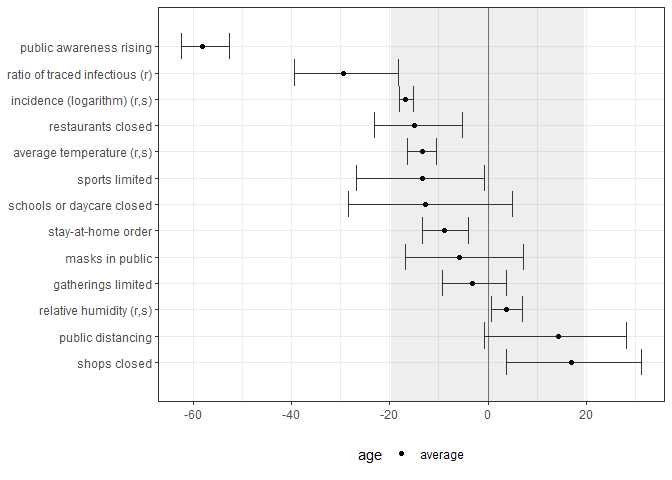 public awareness rising
ratio of traced infectious (r)
incidence (logarithm) (r,s)
restaurants closed
average temperature (r,s)
sports limited
schools or daycare closed
stay-at-home order
masks in public
gatherings limited
relative humidity (r,s)
public distancing
shops closed
-60 -40 -20 0 20
age average